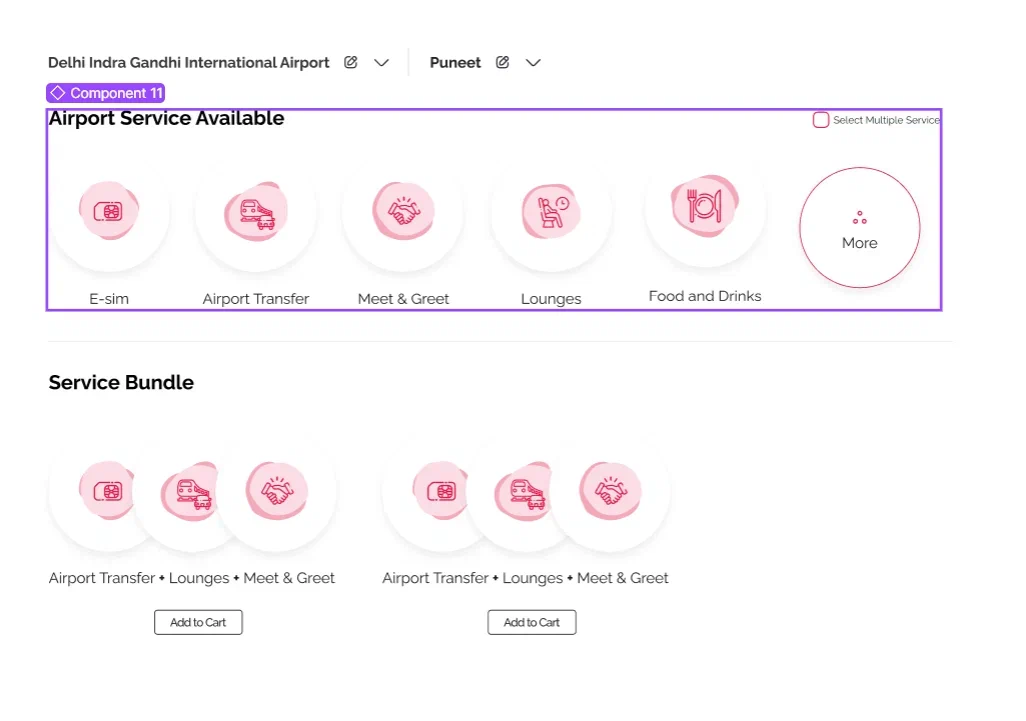 Delhi Indra Gandhi International Airport Puneet
Component 11
Airport Service Available Select Multiple Service
More
E-sim Airport Transfer Meet & Greet Lounges Food and Drinks
Service Bundle
Airport Transfer + Lounges + Meet & Greet Airport Transfer + Lounges + Meet & Greet
Add to Cart Add to Cart